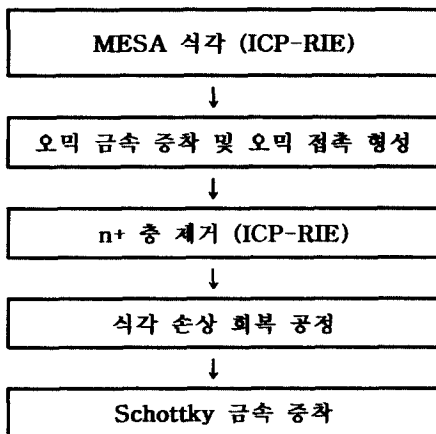 MESA 식각 (ICP-RIE)
↓
오믹 금속 증착 및 오믹 접촉 형성
↓
n+ 층 제거 (ICP-RIE)
↓
식각 손상 회복 공정
↓
Schottky 금속 증착